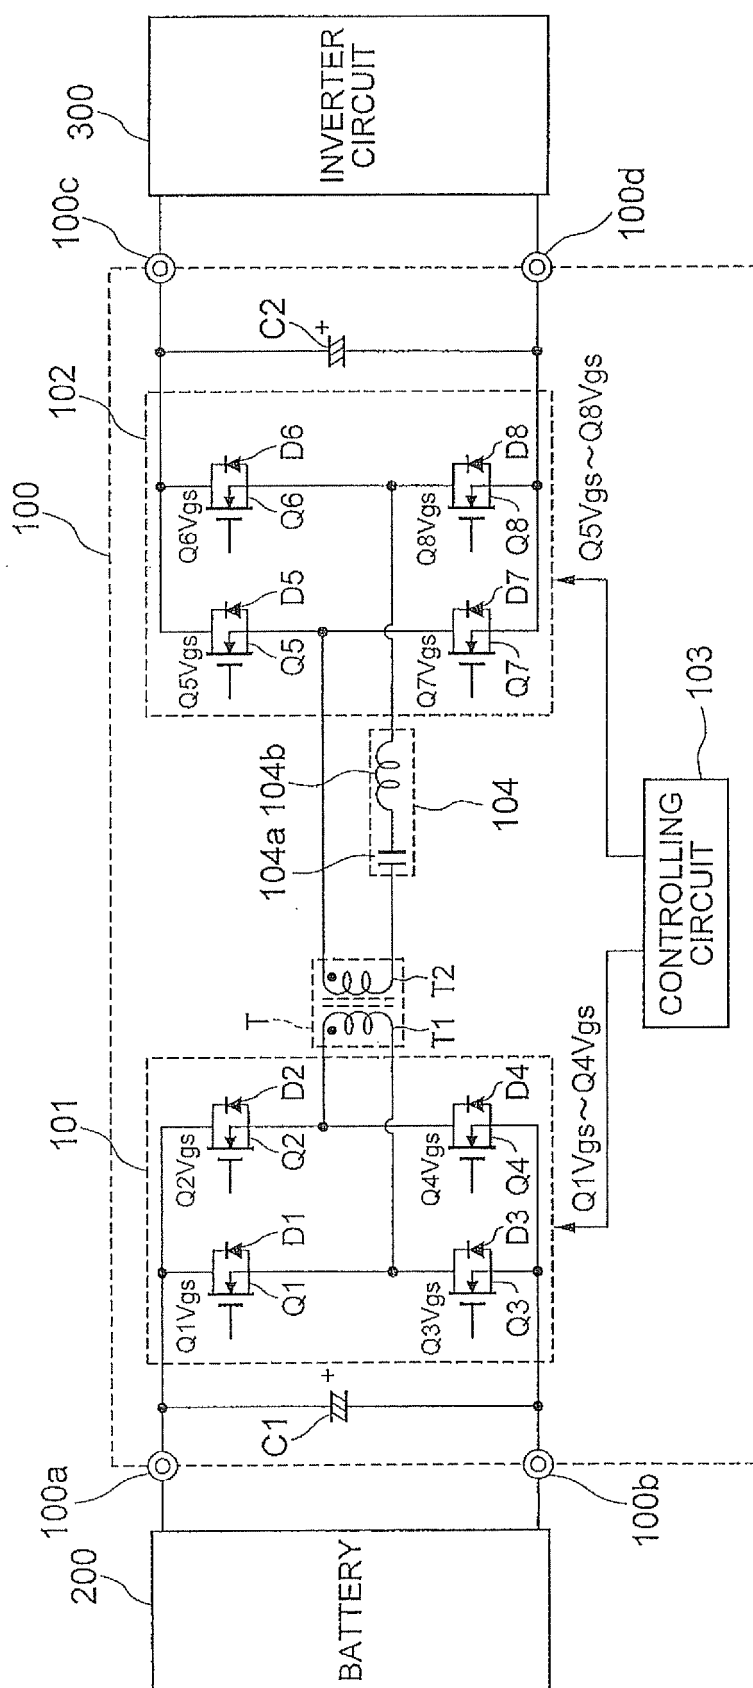 100
200
100a
101
T
102
100c
300
BATTERY
INVERTER
CIRCUIT
C1
+
C2
+
Q1Vgs
D1
Q1
Q2Vgs
D2
Q2
Q3Vgs
D3
Q3
Q4Vgs
D4
Q4
T1
T2
104a
104b
104
Q5Vgs
D5
Q5
Q6Vgs
D6
Q6
Q7Vgs
D7
Q7
Q8Vgs
D8
Q8
100b
100d
Q1Vgs~Q4Vgs
Q5Vgs~Q8Vgs
CONTROLLING
CIRCUIT
103